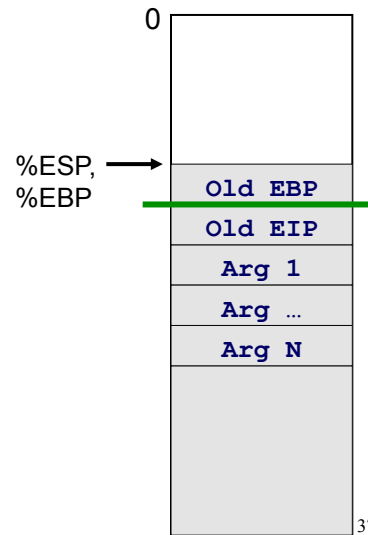 0
%ESP,
%EBP
Old EBP
Old EIP
Arg 1
Arg …
Arg N